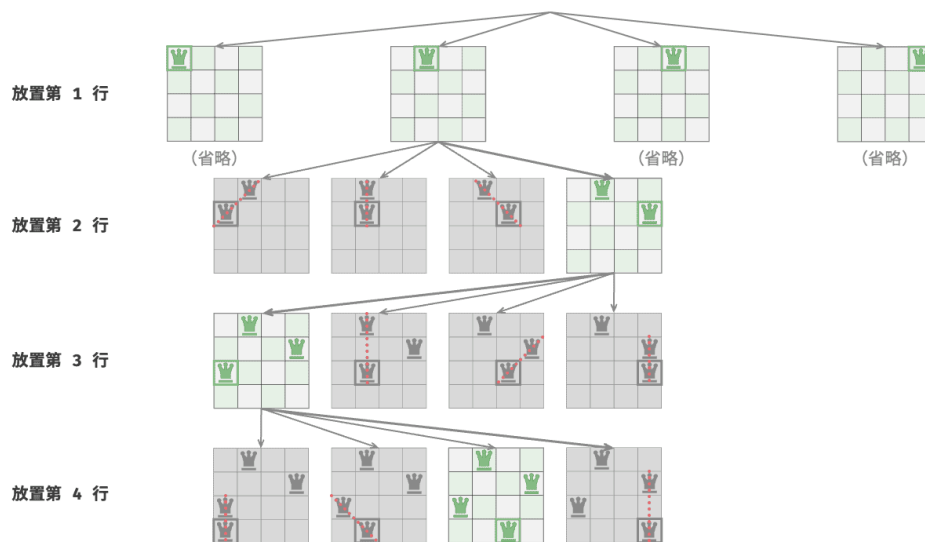 放置第 1 行
（省略）
（省略）
（省略）
放置第 2 行
放置第 3 行
放置第 4 行